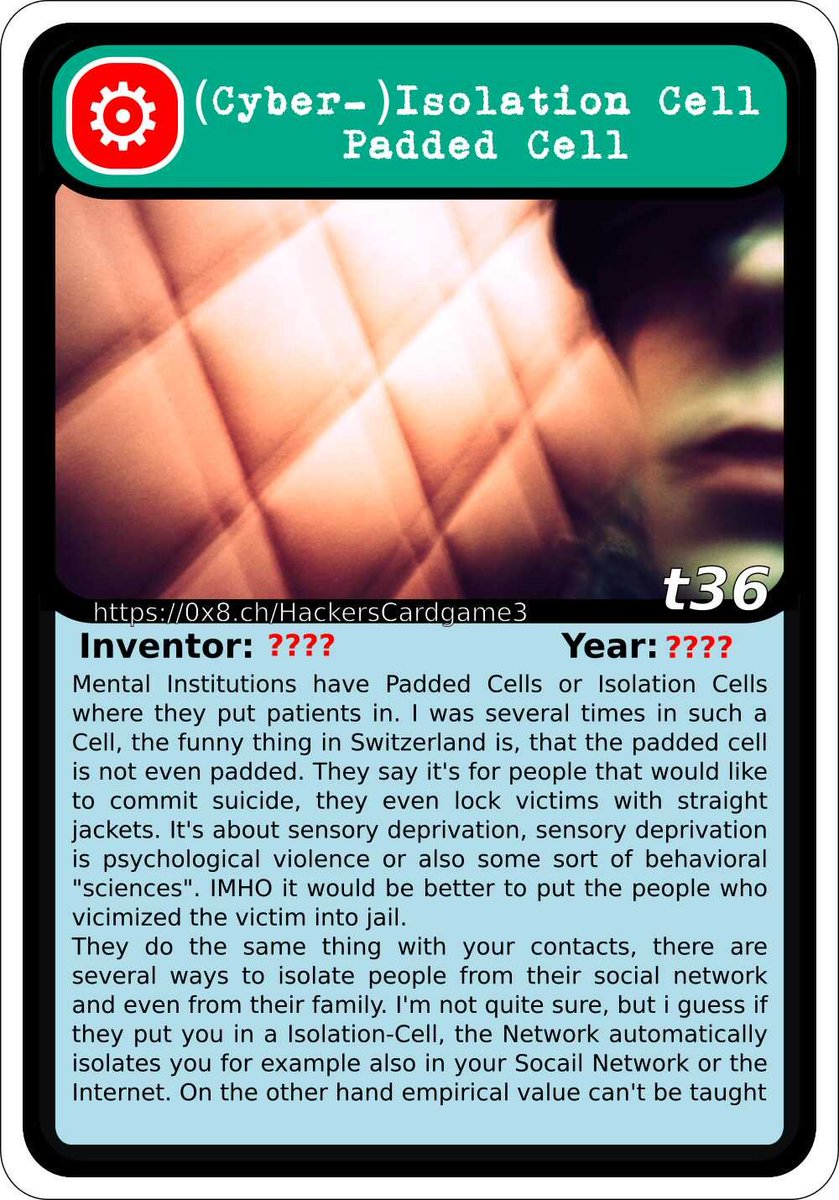 (Cyber-)Isolation Cell
Padded Cell
t36
https://0x8.ch/HackersCardgame3
Inventor: ???? Year: ????
Mental Institutions have Padded Cells or Isolation Cells
where they put patients in. I was several times in such a
Cell, the funny thing in Switzerland is, that the padded cell
is not even padded. They say it's for people that would like
to commit suicide, they even lock victims with straight
jackets. It's about sensory deprivation, sensory deprivation
is psychological violence or also some sort of behavioral
"sciences". IMHO it would be better to put the people who
vicimized the victim into jail.
They do the same thing with your contacts, there are
several ways to isolate people from their social network
and even from their family. I'm not quite sure, but i guess if
they put you in a Isolation-Cell, the Network automatically
isolates you for example also in your Socail Network or the
Internet. On the other hand empirical value can't be taught